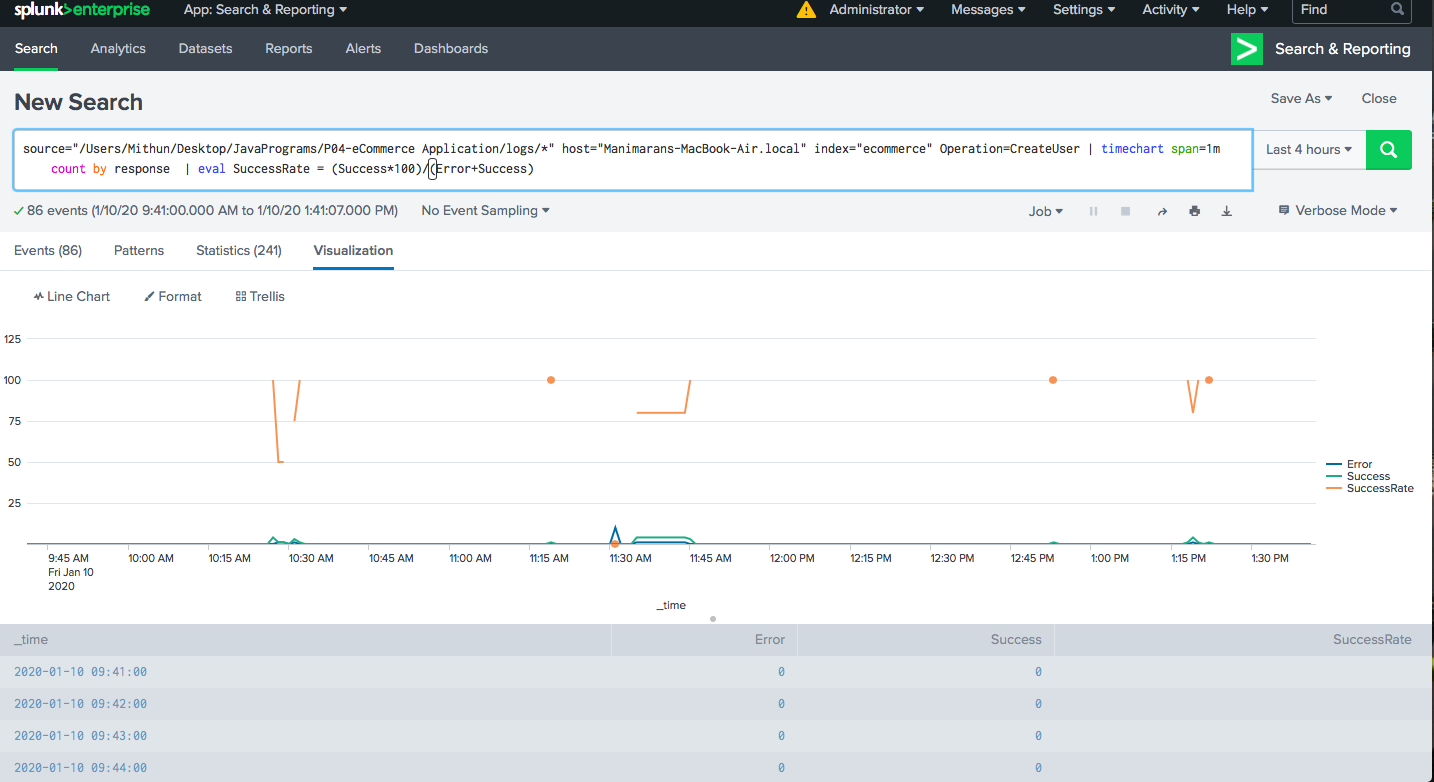 splunk>enterprise App: Search & Reporting Administrator Messages Settings Activity Help Find
Search Analytics Datasets Reports Alerts Dashboards Search & Reporting
New Search Save As Close
source="/Users/Mithun/Desktop/JavaPrograms/P04-eCommerce Application/logs/*" host="Manimarans-MacBook-Air.local" index="ecommerce" Operation=CreateUser | timechart span=1m
count by response | eval SuccessRate = (Success*100)/(Error+Success)
Last 4 hours
86 events (1/10/20 9:41:00.000 AM to 1/10/20 1:41:07.000 PM) No Event Sampling Job Verbose Mode
Events (86) Patterns Statistics (241) Visualization
Line Chart Format Trellis
125
100
75
50
25
Error
Success
SuccessRate
9:45 AM 10:00 AM 10:15 AM 10:30 AM 10:45 AM 11:00 AM 11:15 AM 11:30 AM 11:45 AM 12:00 PM 12:15 PM 12:30 PM 12:45 PM 1:00 PM 1:15 PM 1:30 PM
Fri Jan 10
2020
_time
_time Error Success SuccessRate
2020-01-10 09:41:00 0 0
2020-01-10 09:42:00 0 0
2020-01-10 09:43:00 0 0
2020-01-10 09:44:00 0 0